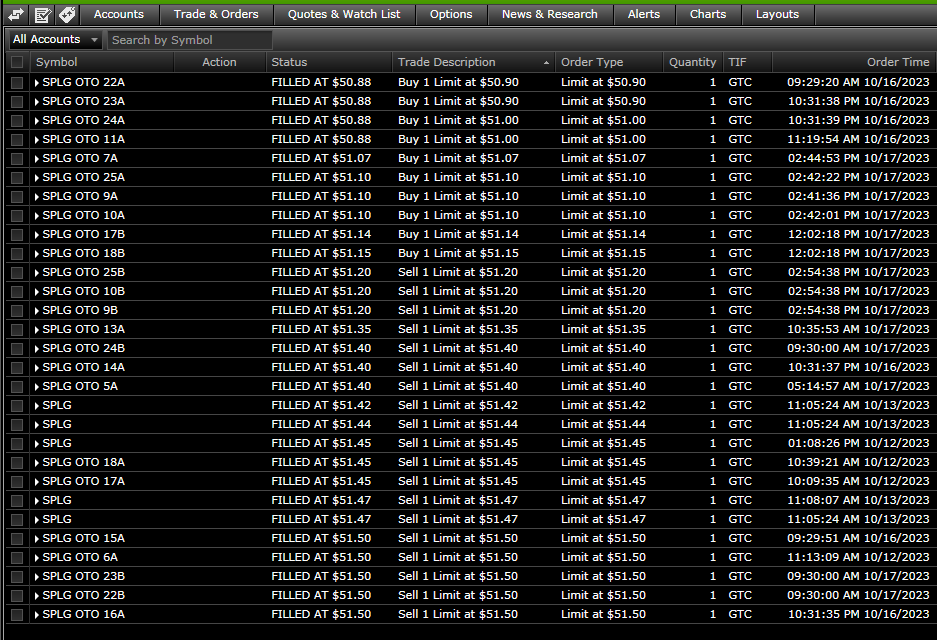 Accounts Trade & Orders Quotes & Watch List Options News & Research Alerts Charts Layouts
All Accounts Search by Symbol
Symbol Action Status Trade Description Order Type Quantity TIF Order Time
SPLG OTO 22A FILLED AT $50.88 Buy 1 Limit at $50.90 Limit at $50.90 1 GTC 09:29:20 AM 10/16/2023
SPLG OTO 23A FILLED AT $50.88 Buy 1 Limit at $50.90 Limit at $50.90 1 GTC 10:31:38 PM 10/16/2023
SPLG OTO 24A FILLED AT $50.88 Buy 1 Limit at $51.00 Limit at $51.00 1 GTC 10:31:39 PM 10/16/2023
SPLG OTO 11A FILLED AT $50.88 Buy 1 Limit at $51.00 Limit at $51.00 1 GTC 11:19:54 AM 10/16/2023
SPLG OTO 7A FILLED AT $51.07 Buy 1 Limit at $51.07 Limit at $51.07 1 GTC 02:44:53 PM 10/17/2023
SPLG OTO 25A FILLED AT $51.10 Buy 1 Limit at $51.10 Limit at $51.10 1 GTC 02:42:22 PM 10/17/2023
SPLG OTO 9A FILLED AT $51.10 Buy 1 Limit at $51.10 Limit at $51.10 1 GTC 02:41:36 PM 10/17/2023
SPLG OTO 10A FILLED AT $51.10 Buy 1 Limit at $51.10 Limit at $51.10 1 GTC 02:42:01 PM 10/17/2023
SPLG OTO 17B FILLED AT $51.14 Buy 1 Limit at $51.14 Limit at $51.14 1 GTC 12:02:18 PM 10/17/2023
SPLG OTO 18B FILLED AT $51.15 Buy 1 Limit at $51.15 Limit at $51.15 1 GTC 12:02:18 PM 10/17/2023
SPLG OTO 25B FILLED AT $51.20 Sell 1 Limit at $51.20 Limit at $51.20 1 GTC 02:54:38 PM 10/17/2023
SPLG OTO 10B FILLED AT $51.20 Sell 1 Limit at $51.20 Limit at $51.20 1 GTC 02:54:38 PM 10/17/2023
SPLG OTO 9B FILLED AT $51.20 Sell 1 Limit at $51.20 Limit at $51.20 1 GTC 02:54:38 PM 10/17/2023
SPLG OTO 13A FILLED AT $51.35 Sell 1 Limit at $51.35 Limit at $51.35 1 GTC 10:35:53 AM 10/17/2023
SPLG OTO 24B FILLED AT $51.40 Sell 1 Limit at $51.40 Limit at $51.40 1 GTC 09:30:00 AM 10/17/2023
SPLG OTO 14A FILLED AT $51.40 Sell 1 Limit at $51.40 Limit at $51.40 1 GTC 10:31:37 PM 10/16/2023
SPLG OTO 5A FILLED AT $51.40 Sell 1 Limit at $51.40 Limit at $51.40 1 GTC 05:14:57 AM 10/17/2023
SPLG FILLED AT $51.42 Sell 1 Limit at $51.42 Limit at $51.42 1 GTC 11:05:24 AM 10/13/2023
SPLG FILLED AT $51.44 Sell 1 Limit at $51.44 Limit at $51.44 1 GTC 11:05:24 AM 10/13/2023
SPLG FILLED AT $51.45 Sell 1 Limit at $51.45 Limit at $51.45 1 GTC 01:08:26 PM 10/12/2023
SPLG OTO 18A FILLED AT $51.45 Sell 1 Limit at $51.45 Limit at $51.45 1 GTC 10:39:21 AM 10/12/2023
SPLG OTO 17A FILLED AT $51.45 Sell 1 Limit at $51.45 Limit at $51.45 1 GTC 10:09:35 AM 10/12/2023
SPLG FILLED AT $51.47 Sell 1 Limit at $51.47 Limit at $51.47 1 GTC 11:08:07 AM 10/13/2023
SPLG FILLED AT $51.47 Sell 1 Limit at $51.47 Limit at $51.47 1 GTC 11:05:24 AM 10/13/2023
SPLG OTO 15A FILLED AT $51.50 Sell 1 Limit at $51.50 Limit at $51.50 1 GTC 09:29:51 AM 10/16/2023
SPLG OTO 6A FILLED AT $51.50 Sell 1 Limit at $51.50 Limit at $51.50 1 GTC 11:13:09 AM 10/12/2023
SPLG OTO 23B FILLED AT $51.50 Sell 1 Limit at $51.50 Limit at $51.50 1 GTC 09:30:00 AM 10/17/2023
SPLG OTO 22B FILLED AT $51.50 Sell 1 Limit at $51.50 Limit at $51.50 1 GTC 09:30:00 AM 10/17/2023
SPLG OTO 16A FILLED AT $51.50 Sell 1 Limit at $51.50 Limit at $51.50 1 GTC 10:31:35 PM 10/16/2023